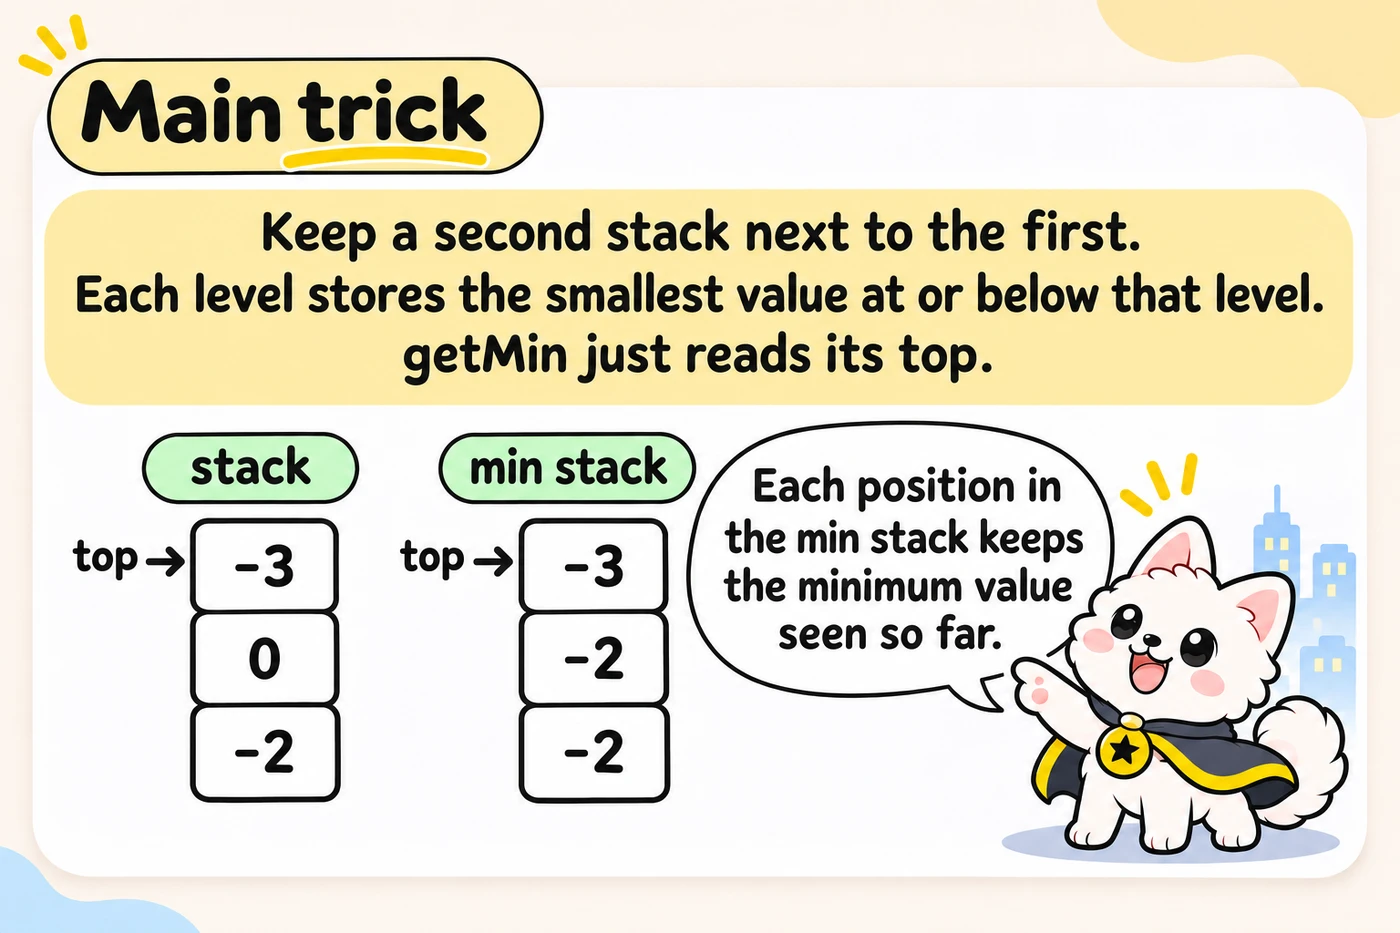 Main trick
Keep a second stack next to the first.
Each level stores the smallest value at or below that level.
getMin just reads its top.
stack
top →
-3
0
-2
min stack
top →
-3
-2
-2
Each position in
the min stack keeps
the minimum value
seen so far.